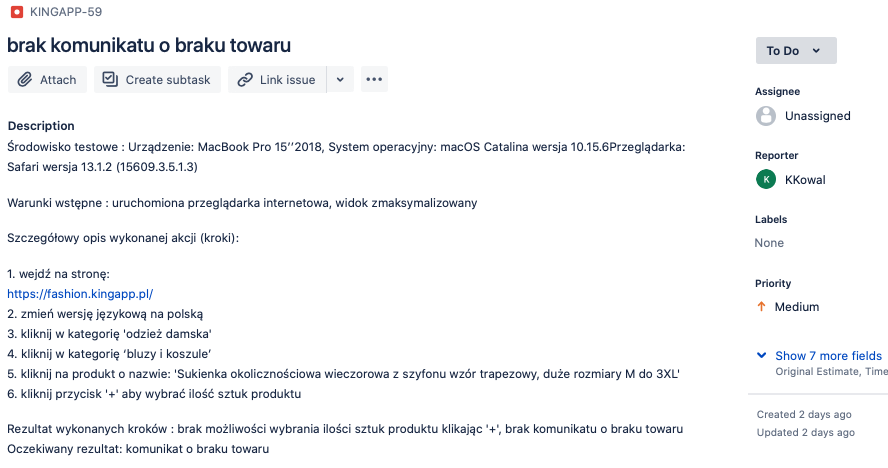 KINGAPP-59
brak komunikatu o braku towaru
To Do
Attach
Create subtask
Link issue
Assignee
Unassigned
Description
Środowisko testowe : Urządzenie: MacBook Pro 15’’2018, System operacyjny: macOS Catalina wersja 10.15.6Przeglądarka:
Safari wersja 13.1.2 (15609.3.5.1.3)
Reporter
K
KKowal
Warunki wstępne : uruchomiona przeglądarka internetowa, widok zmaksymalizowany
Labels
None
Szczegółowy opis wykonanej akcji (kroki):
1. wejdź na stronę:
https://fashion.kingapp.pl/
2. zmień wersję językową na polską
3. kliknij w kategorię 'odzież damska'
4. kliknij w kategorię ‘bluzy i koszule’
5. kliknij na produkt o nazwie: 'Sukienka okolicznościowa wieczorowa z szyfonu wzór trapezowy, duże rozmiary M do 3XL'
6. kliknij przycisk '+' aby wybrać ilość sztuk produktu
Priority
Medium
Show 7 more fields
Original Estimate, Time
Created 2 days ago
Updated 2 days ago
Rezultat wykonanych kroków : brak możliwości wybrania ilości sztuk produktu klikając '+', brak komunikatu o braku towaru
Oczekiwany rezultat: komunikat o braku towaru